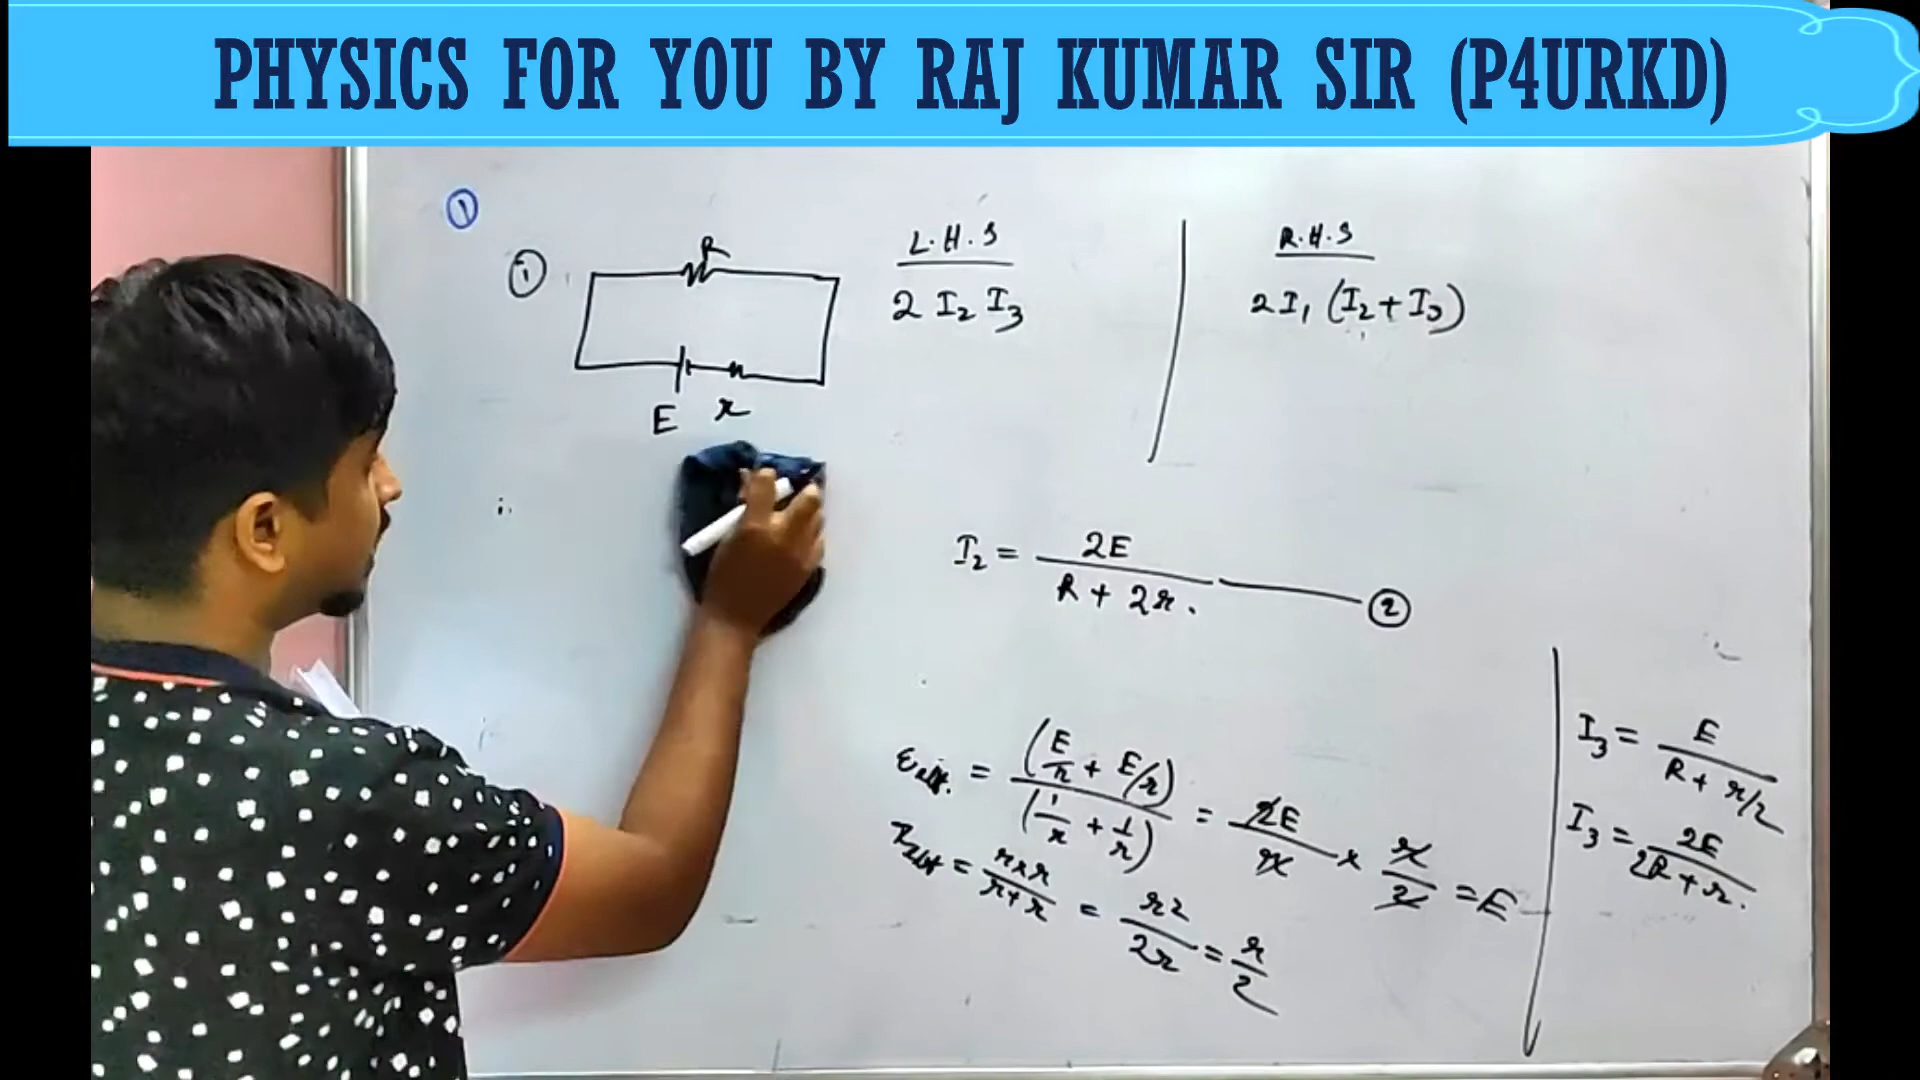 PHYSICS FOR YOU BY RAJ KUMAR SIR (P4URKD)
①
① R
E r
L.H.S
2 I₂ I₃
R.H.S
2I₁ (I₂ + I₃)
I₂ = 2E / R + 2r. —— ②
Eeff. = (E/r + E/r) / (1/r + 1/r) = 2E/r × r/2 = E
= r×r / r+r = r2 / 2r = r/2
I₃ = E / R + r/2
I₃ = 2E / 2R + r.